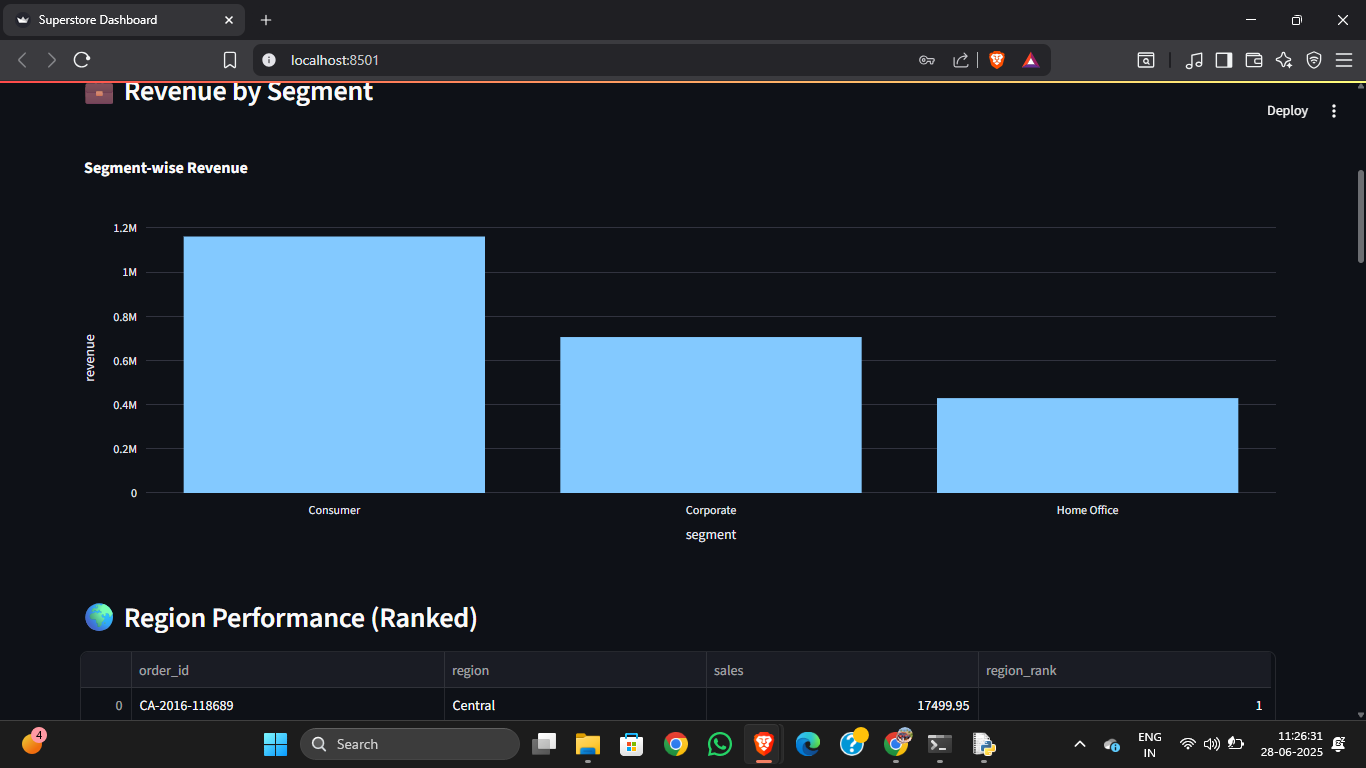 Superstore Dashboard
localhost:8501
Revenue by Segment
Deploy
Segment-wise Revenue
1.2M
1M
0.8M
0.6M
0.4M
0.2M
0
revenue
Consumer
Corporate
Home Office
segment
Region Performance (Ranked)
order_id region sales region_rank
0 CA-2016-118689 Central 17499.95 1
4
Search
ENG
IN
11:26:31
28-06-2025